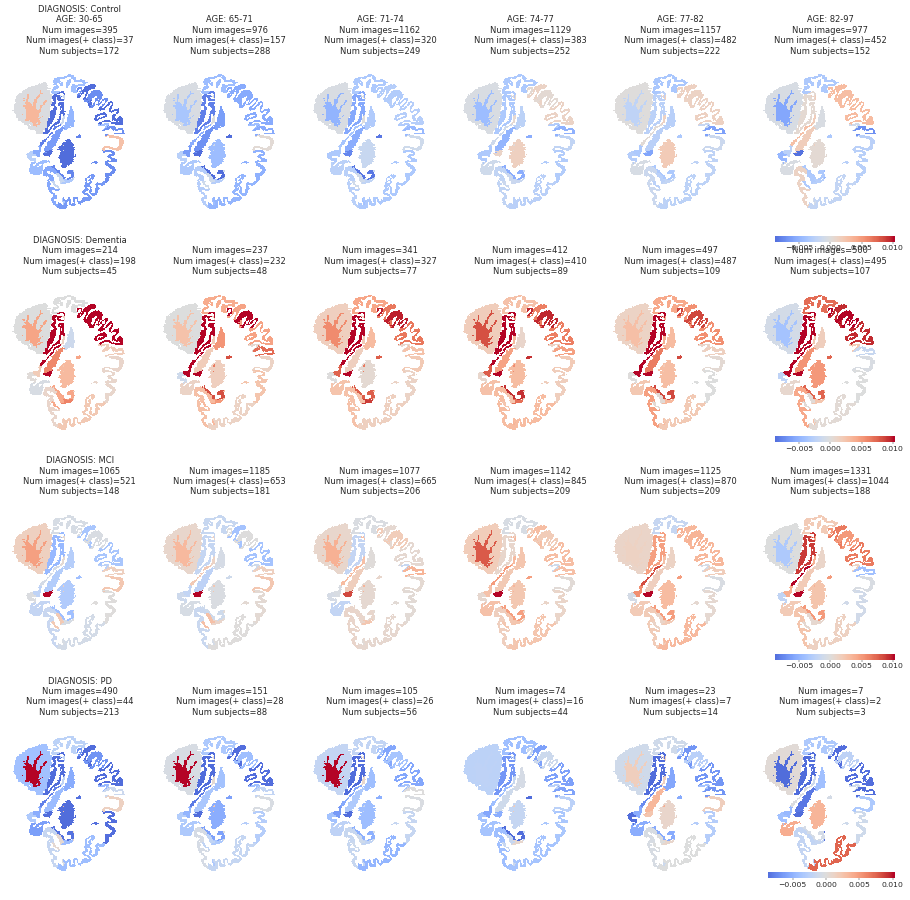 DIAGNOSIS: Control
AGE: 30-65
Num images=395
Num images(+ class)=37
Num subjects=172
AGE: 65-71
Num images=976
Num images(+ class)=157
Num subjects=288
AGE: 71-74
Num images=1162
Num images(+ class)=320
Num subjects=249
AGE: 74-77
Num images=1129
Num images(+ class)=383
Num subjects=252
AGE: 77-82
Num images=1157
Num images(+ class)=482
Num subjects=222
AGE: 82-97
Num images=977
Num images(+ class)=452
Num subjects=152
−0.005 0.000 0.005 0.010
DIAGNOSIS: Dementia
Num images=214
Num images(+ class)=198
Num subjects=45
Num images=237
Num images(+ class)=232
Num subjects=48
Num images=341
Num images(+ class)=327
Num subjects=77
Num images=412
Num images(+ class)=410
Num subjects=89
Num images=497
Num images(+ class)=487
Num subjects=109
Num images=500
Num images(+ class)=495
Num subjects=107
−0.005 0.000 0.005 0.010
DIAGNOSIS: MCI
Num images=1065
Num images(+ class)=521
Num subjects=148
Num images=1185
Num images(+ class)=653
Num subjects=181
Num images=1077
Num images(+ class)=665
Num subjects=206
Num images=1142
Num images(+ class)=845
Num subjects=209
Num images=1125
Num images(+ class)=870
Num subjects=209
Num images=1331
Num images(+ class)=1044
Num subjects=188
−0.005 0.000 0.005 0.010
DIAGNOSIS: PD
Num images=490
Num images(+ class)=44
Num subjects=213
Num images=151
Num images(+ class)=28
Num subjects=88
Num images=105
Num images(+ class)=26
Num subjects=56
Num images=74
Num images(+ class)=16
Num subjects=44
Num images=23
Num images(+ class)=7
Num subjects=14
Num images=7
Num images(+ class)=2
Num subjects=3
−0.005 0.000 0.005 0.010